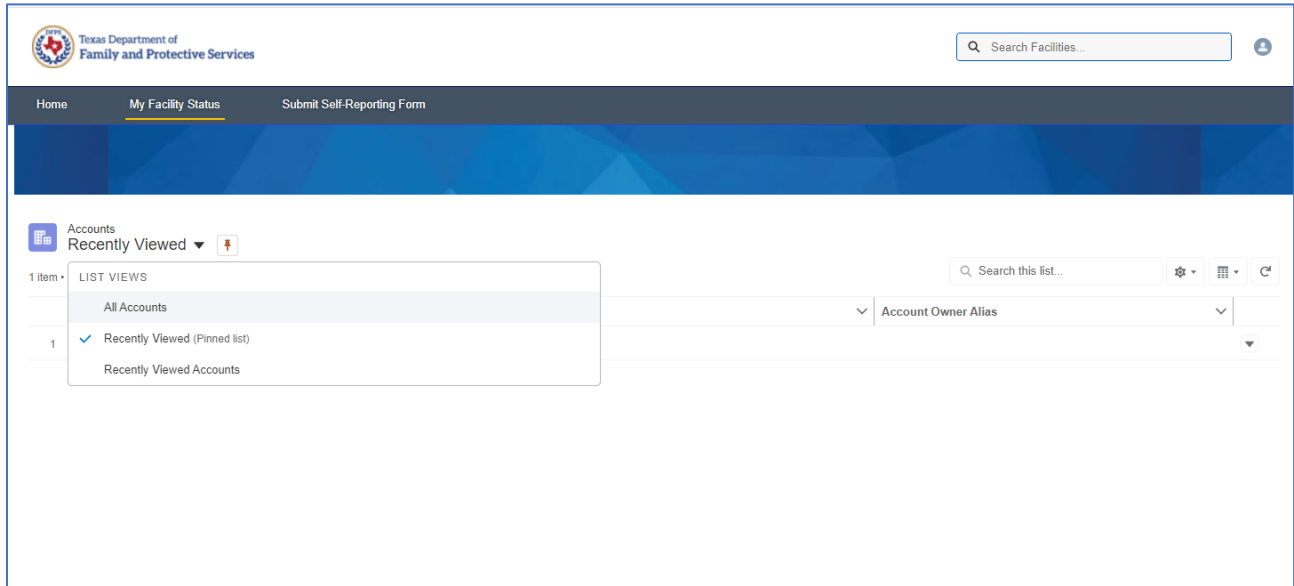 DFPS
Texas Department of
Family and Protective Services
Search Facilities...
Home My Facility Status Submit Self-Reporting Form
Accounts
Recently Viewed
1 item •
Search this list...
LIST VIEWS
All Accounts
Account Owner Alias
1
Recently Viewed (Pinned list)
Recently Viewed Accounts